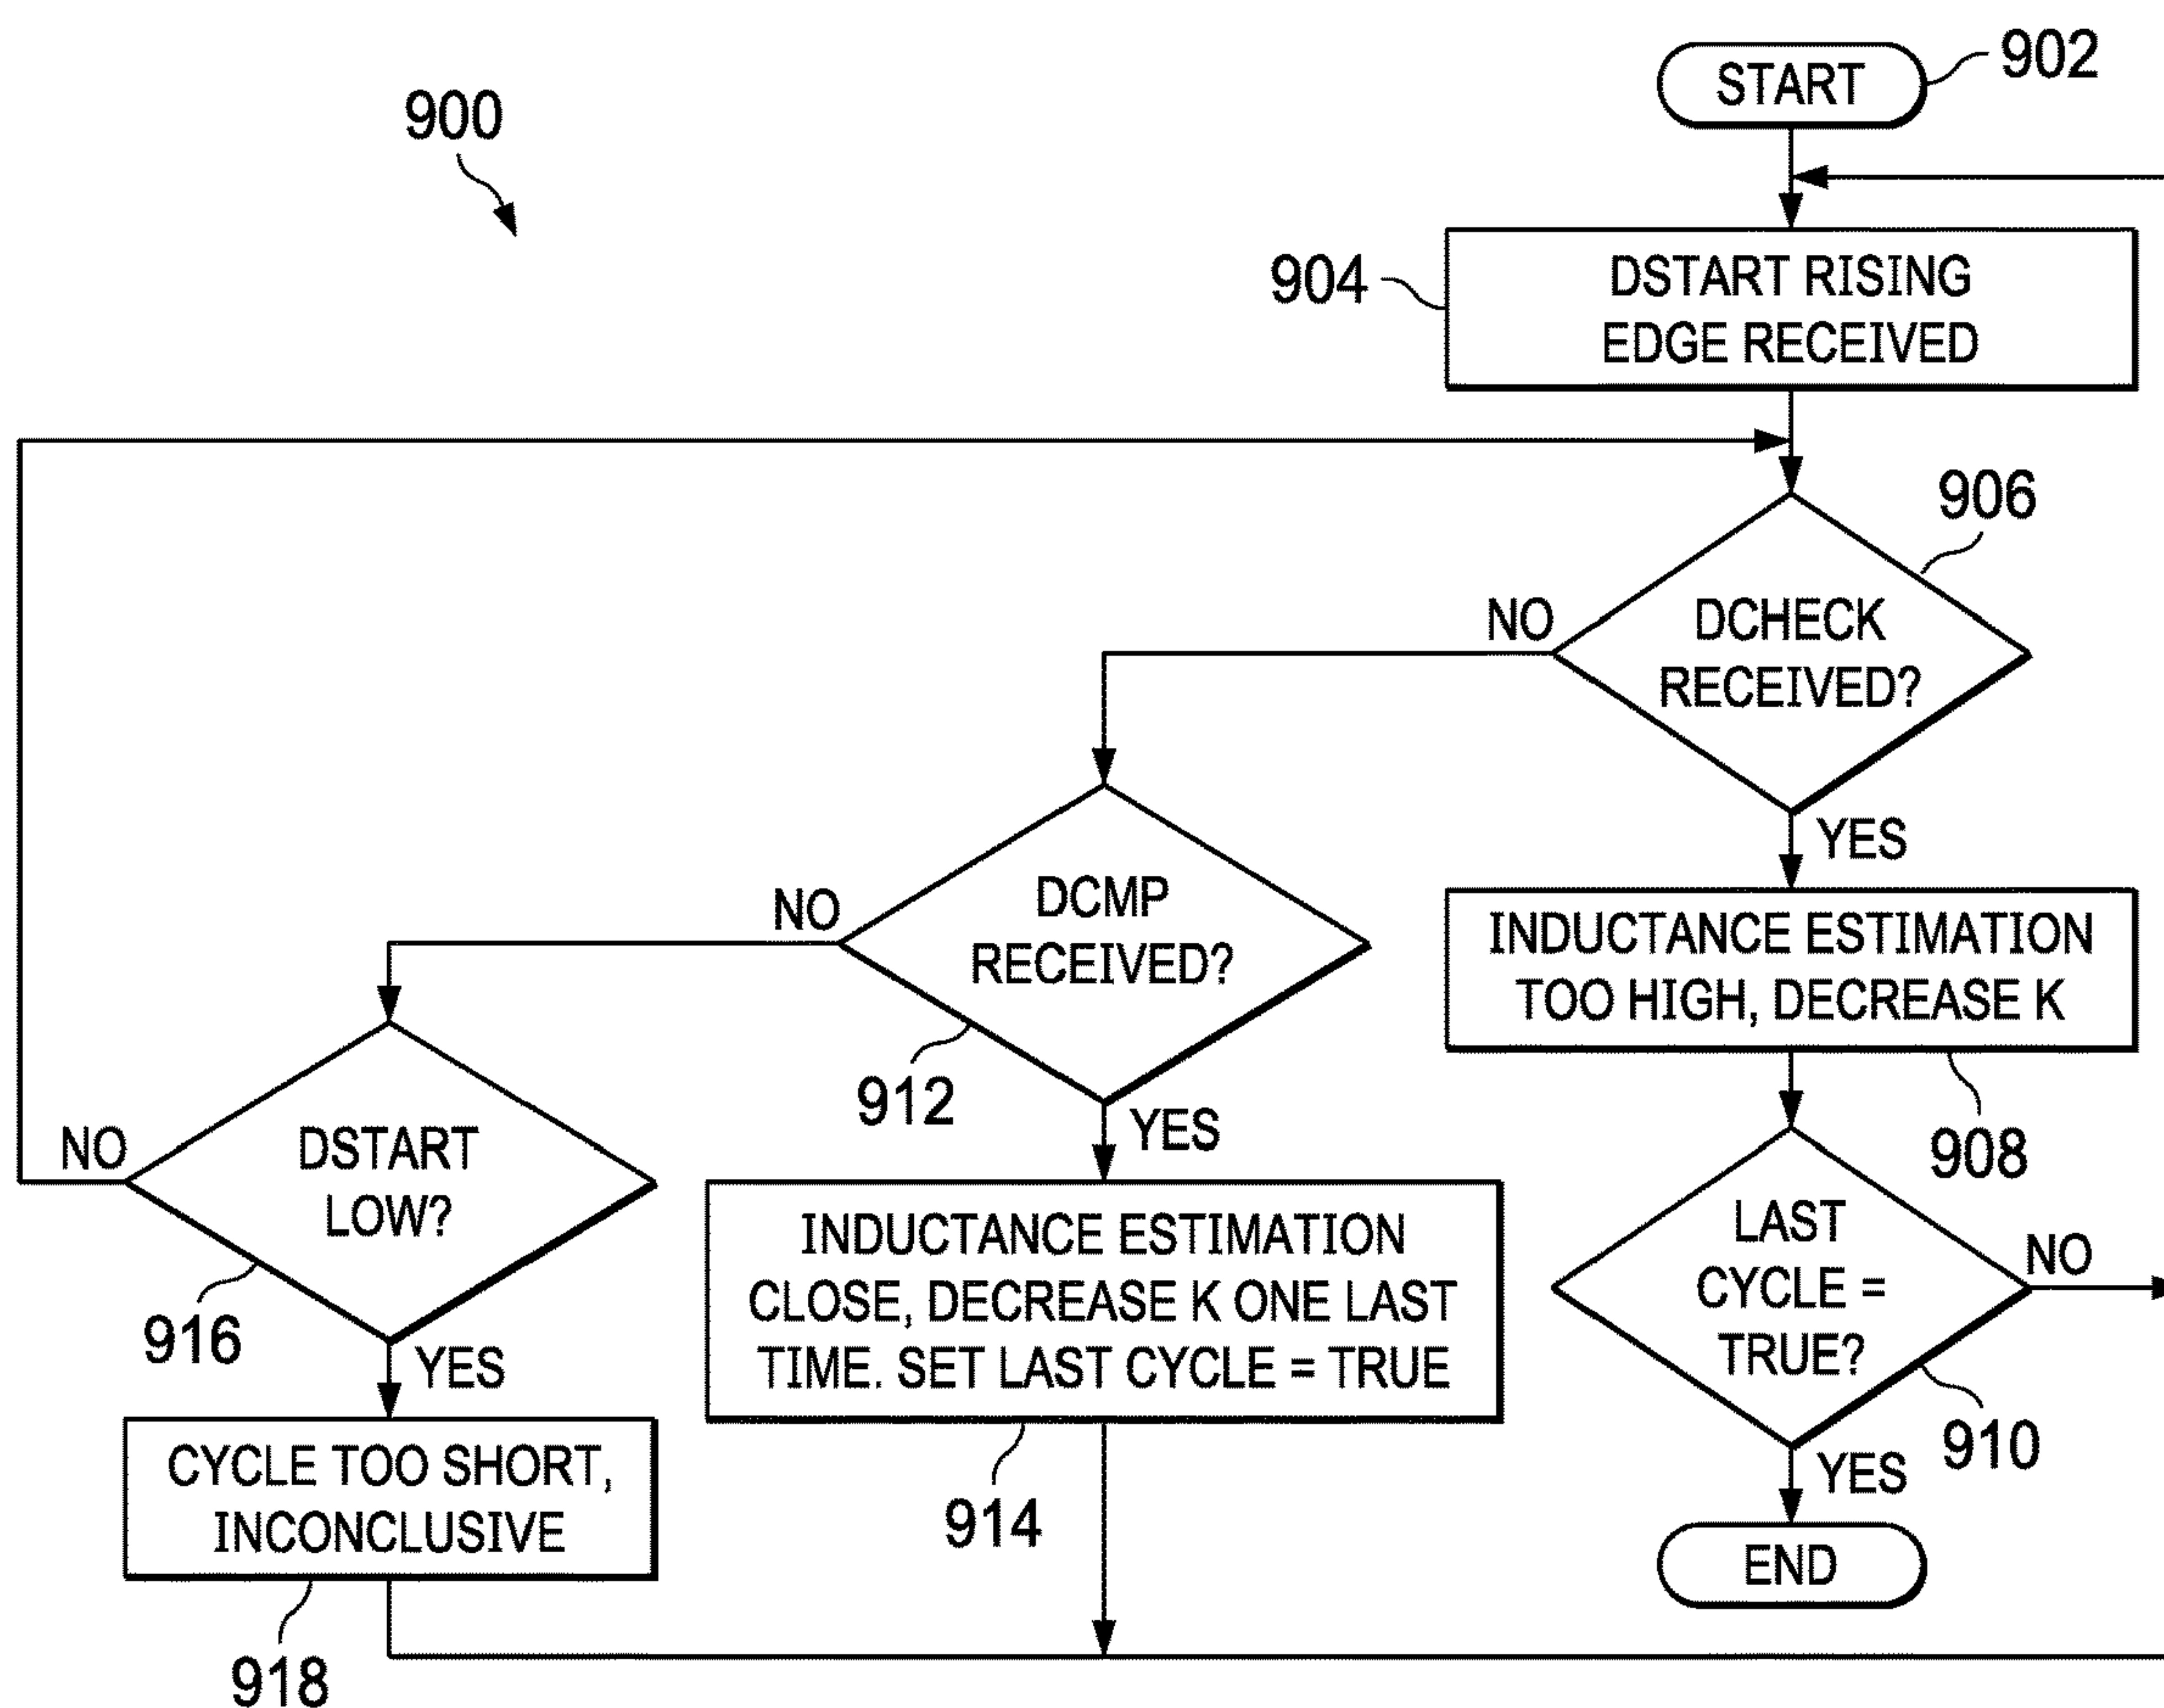 START
902
900
904
DSTART RISING
EDGE RECEIVED
906
NO
DCHECK
RECEIVED?
YES
NO
DCMP
RECEIVED?
912
YES
INDUCTANCE ESTIMATION
TOO HIGH, DECREASE K
908
NO
DSTART
LOW?
916
YES
INDUCTANCE ESTIMATION
CLOSE, DECREASE K ONE LAST
TIME. SET LAST CYCLE = TRUE
914
LAST
CYCLE =
TRUE?
NO
910
YES
CYCLE TOO SHORT,
INCONCLUSIVE
918
END